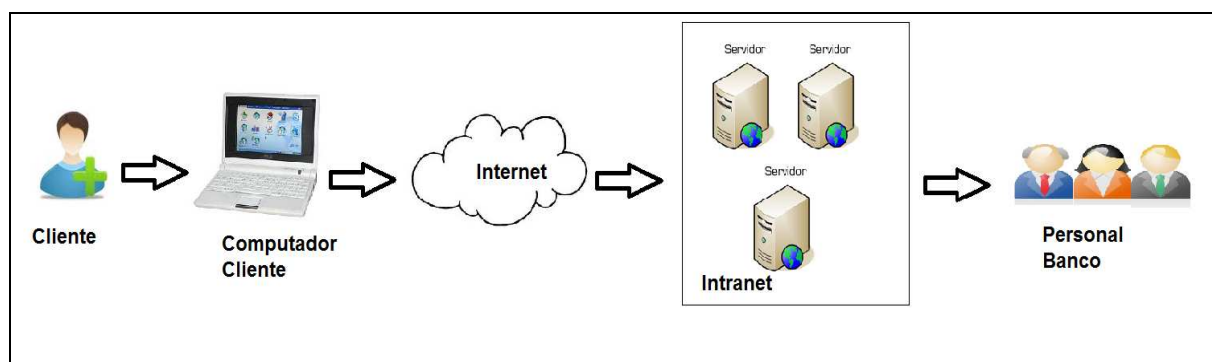 Cliente
Computador
Cliente
Internet
Servidor
Servidor
Servidor
Intranet
Personal
Banco